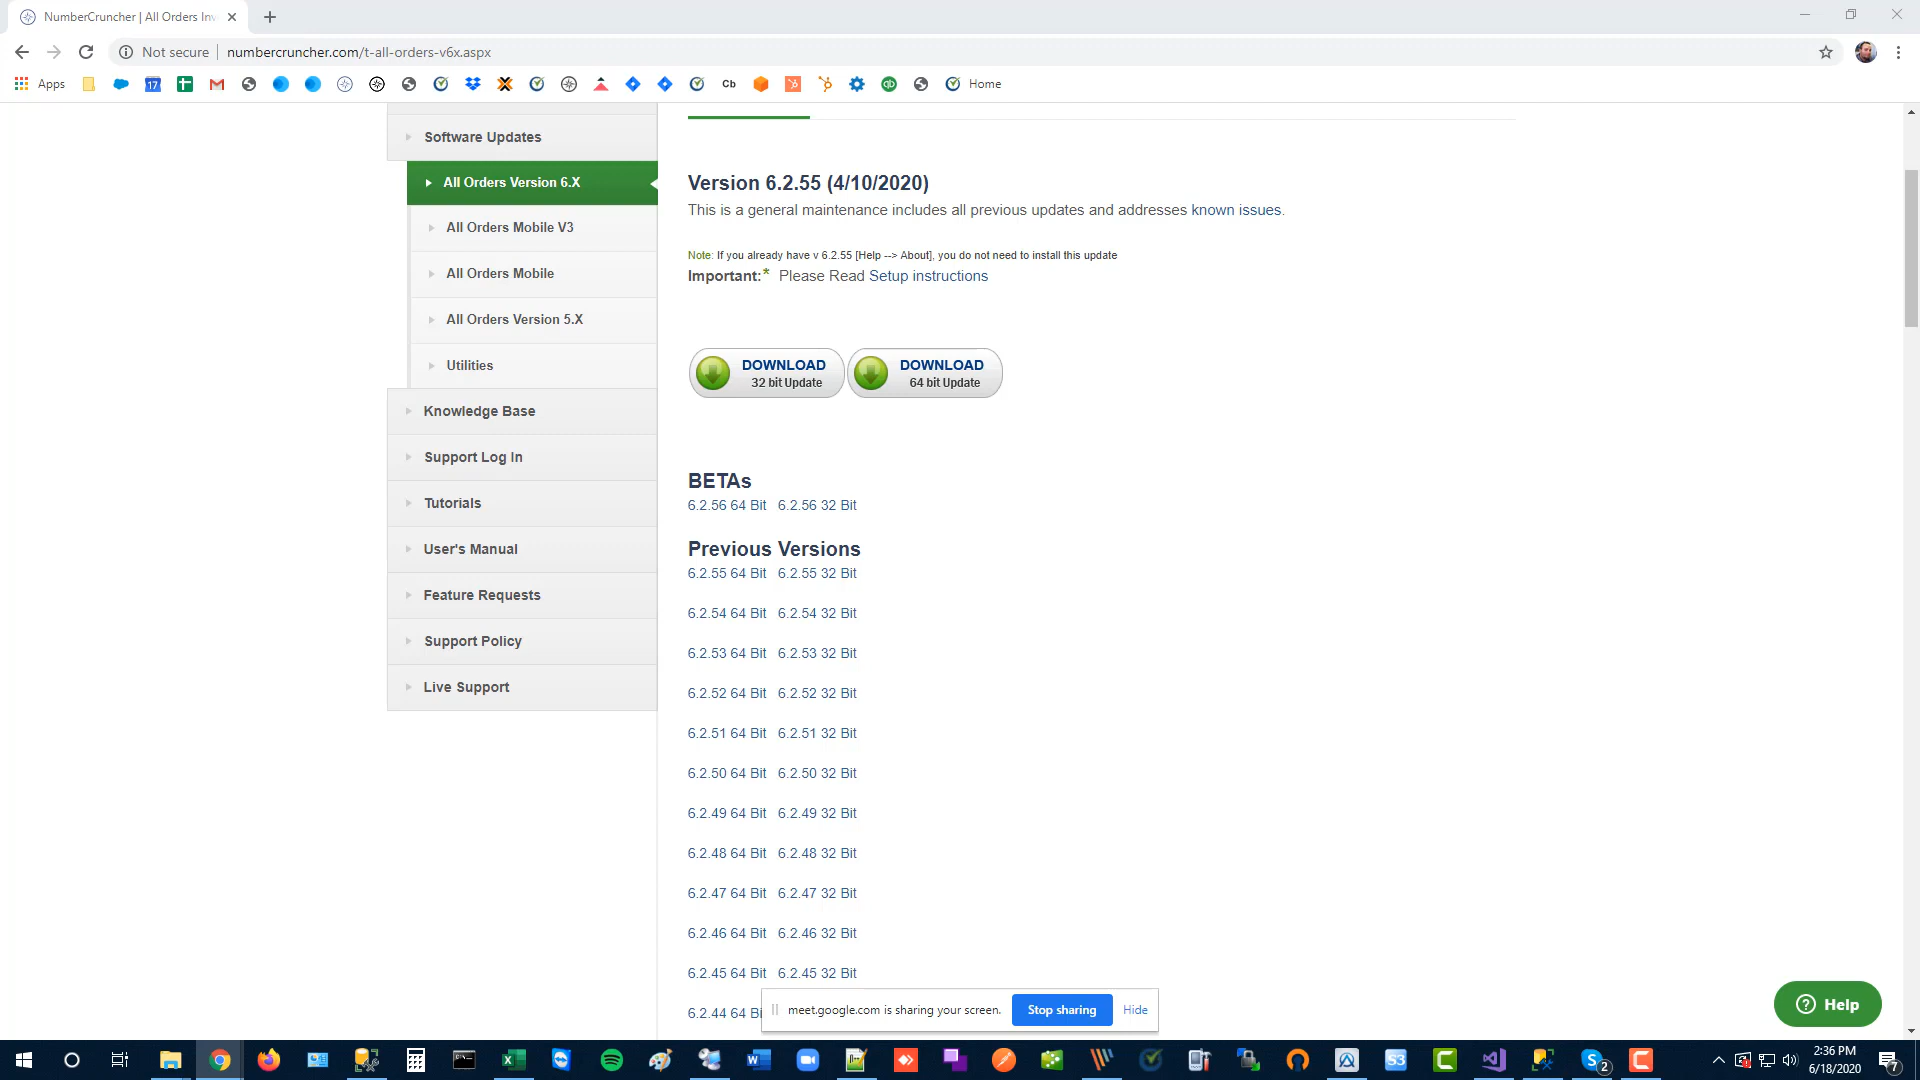 NumberCruncher | All Orders Inv
Not secure
numbercruncher.com/t-all-orders-v6x.aspx
Apps
17
Cb
Home
Software Updates
All Orders Version 6.X
All Orders Mobile V3
All Orders Mobile
All Orders Version 5.X
Utilities
Knowledge Base
Support Log In
Tutorials
User's Manual
Feature Requests
Support Policy
Live Support
Version 6.2.55 (4/10/2020)
This is a general maintenance includes all previous updates and addresses known issues.
Note: If you already have v 6.2.55 [Help --> About], you do not need to install this update
Important:* Please Read Setup instructions
DOWNLOAD
32 bit Update
DOWNLOAD
64 bit Update
BETAs
6.2.56 64 Bit 6.2.56 32 Bit
Previous Versions
6.2.55 64 Bit 6.2.55 32 Bit
6.2.54 64 Bit 6.2.54 32 Bit
6.2.53 64 Bit 6.2.53 32 Bit
6.2.52 64 Bit 6.2.52 32 Bit
6.2.51 64 Bit 6.2.51 32 Bit
6.2.50 64 Bit 6.2.50 32 Bit
6.2.49 64 Bit 6.2.49 32 Bit
6.2.48 64 Bit 6.2.48 32 Bit
6.2.47 64 Bit 6.2.47 32 Bit
6.2.46 64 Bit 6.2.46 32 Bit
6.2.45 64 Bit 6.2.45 32 Bit
6.2.44 64 Bi
meet.google.com is sharing your screen.
Stop sharing
Hide
Help
S3
2
2:36 PM
6/18/2020
7